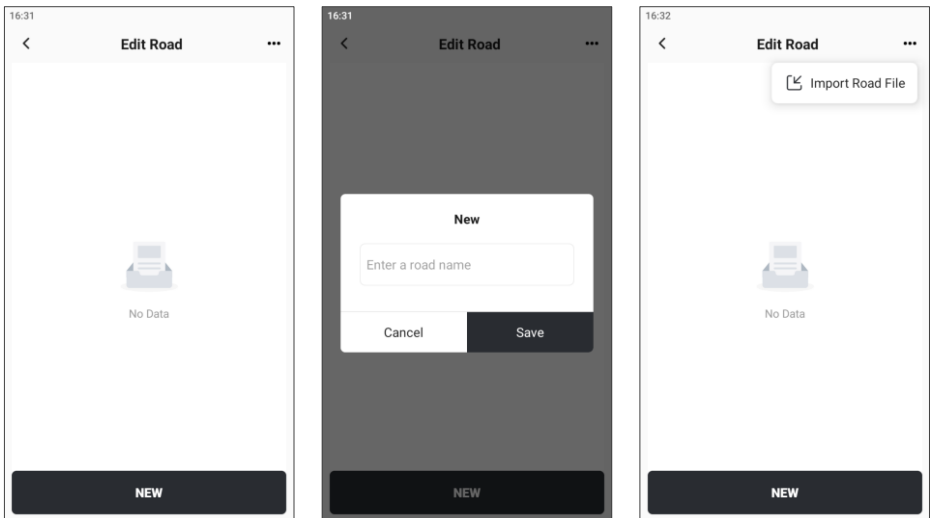 16:31
Edit Road
No Data
NEW
16:31
Edit Road
New
Enter a road name
Cancel
Save
NEW
16:32
Edit Road
Import Road File
No Data
NEW